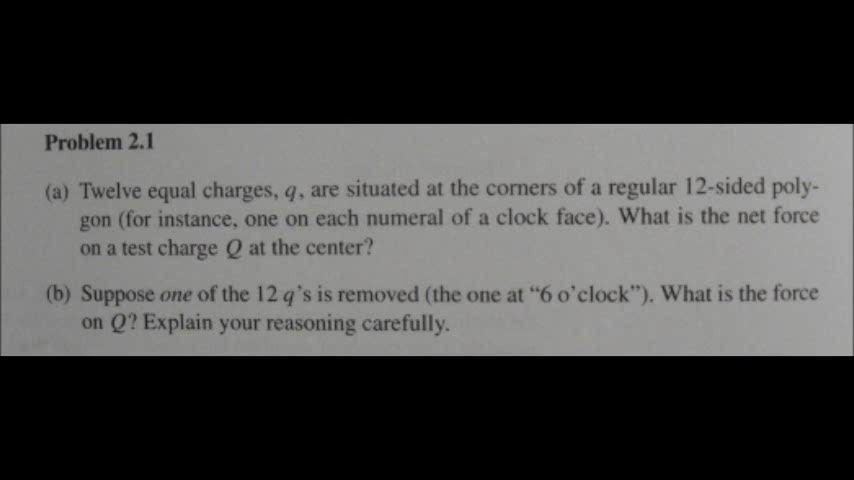 Problem 2.1
(a) Twelve equal charges, q, are situated at the corners of a regular 12-sided poly-
gon (for instance, one on each numeral of a clock face). What is the net force
on a test charge Q at the center?
(b) Suppose one of the 12 q's is removed (the one at “6 o'clock”). What is the force
on Q? Explain your reasoning carefully.